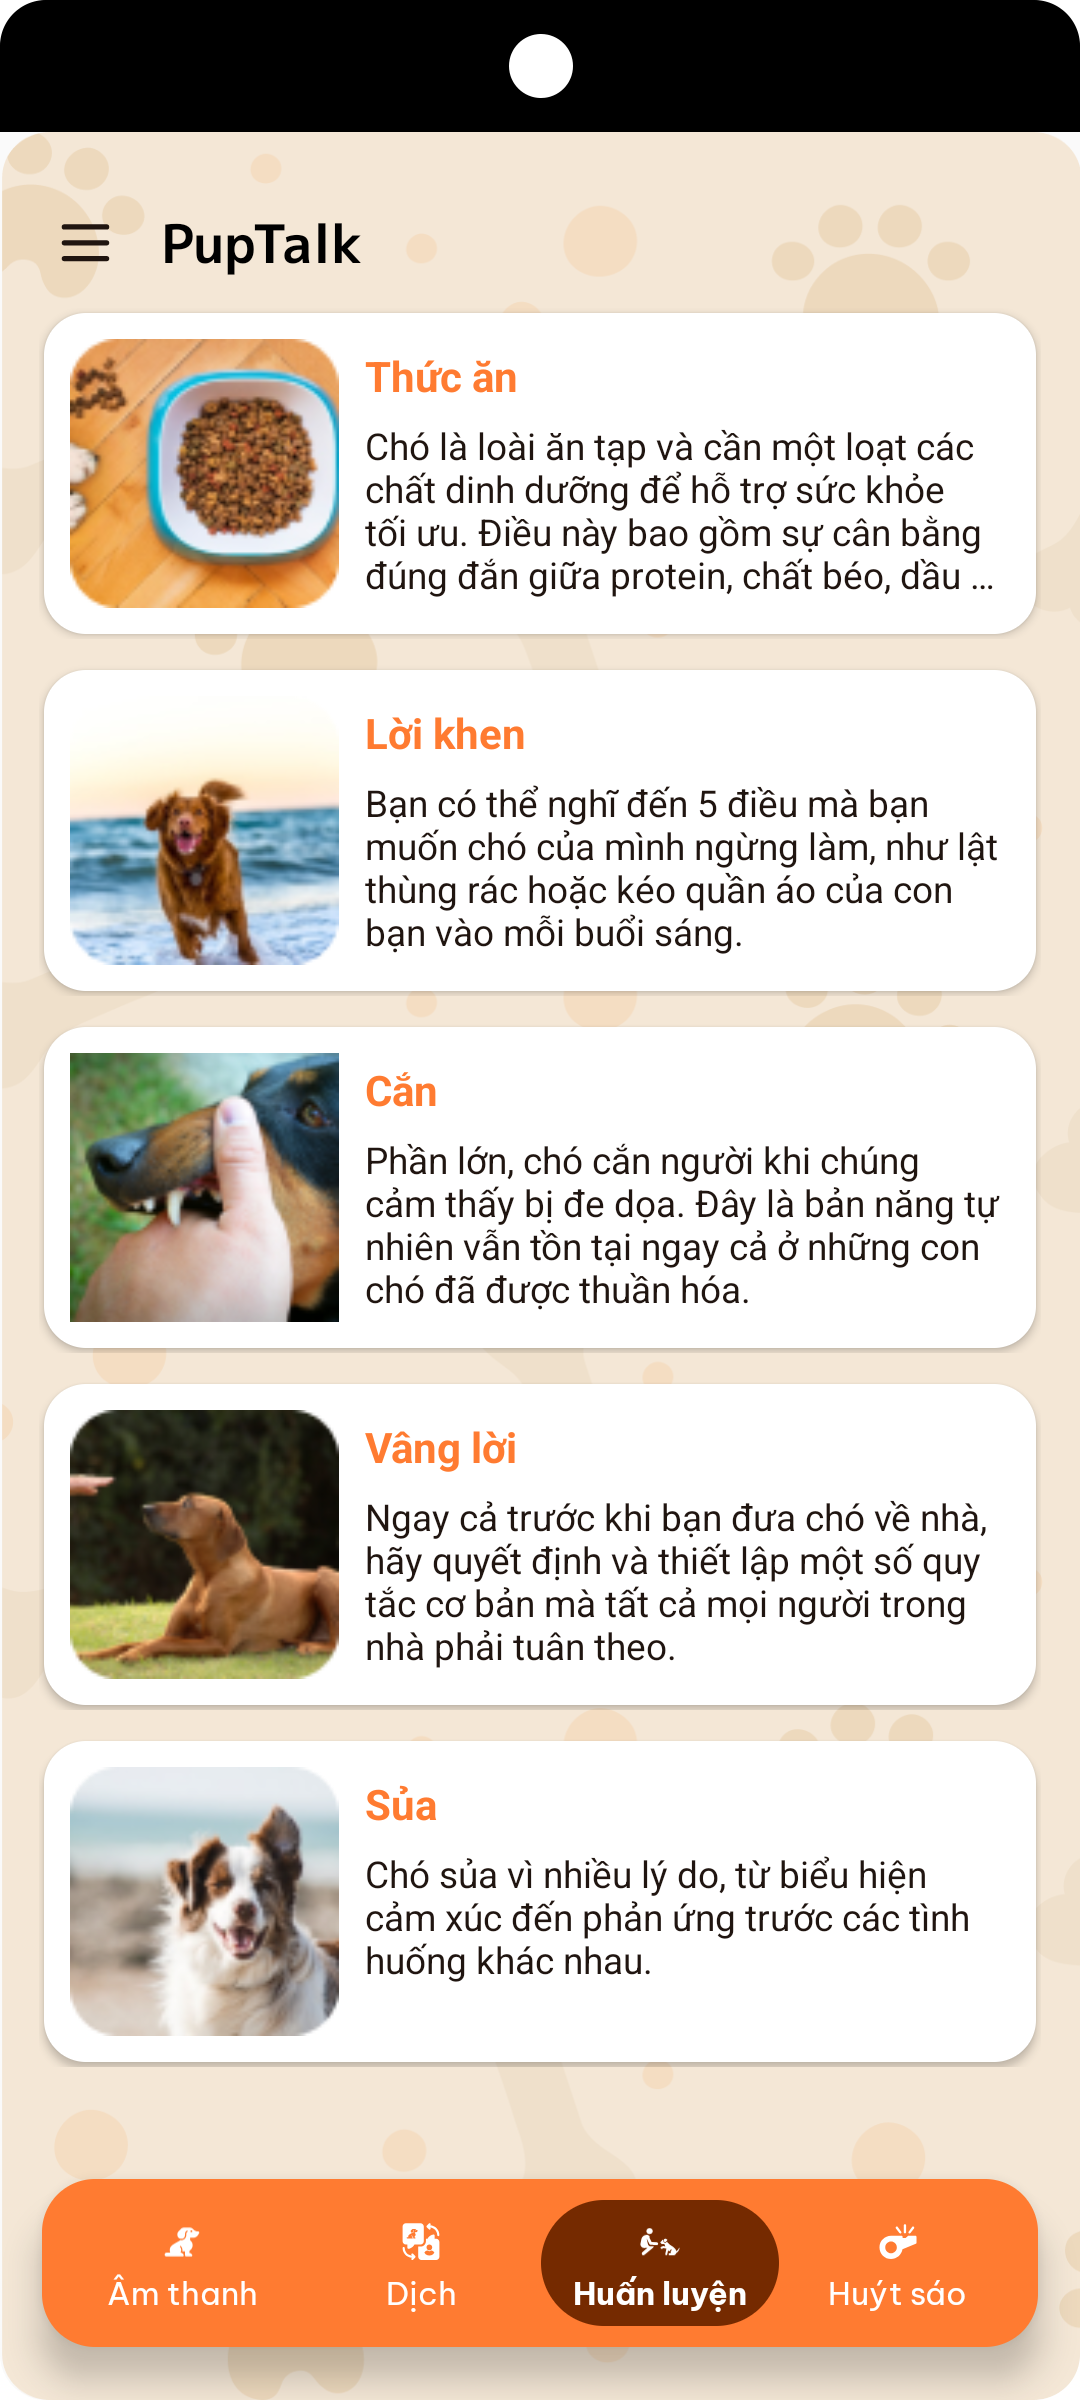 PupTalk
Thức ăn
Chó là loài ăn tạp và cần một loạt các
chất dinh dưỡng để hỗ trợ sức khỏe
tối ưu. Điều này bao gồm sự cân bằng
đúng đắn giữa protein, chất béo, dầu ...
Lời khen
Bạn có thể nghĩ đến 5 điều mà bạn
muốn chó của mình ngừng làm, như lật
thùng rác hoặc kéo quần áo của con
bạn vào mỗi buổi sáng.
Cắn
Phần lớn, chó cắn người khi chúng
cảm thấy bị đe dọa. Đây là bản năng tự
nhiên vẫn tồn tại ngay cả ở những con
chó đã được thuần hóa.
Vâng lời
Ngay cả trước khi bạn đưa chó về nhà,
hãy quyết định và thiết lập một số quy
tắc cơ bản mà tất cả mọi người trong
nhà phải tuân theo.
Sủa
Chó sủa vì nhiều lý do, từ biểu hiện
cảm xúc đến phản ứng trước các tình
huống khác nhau.
Âm thanh
Dịch
Huấn luyện
Huýt sáo